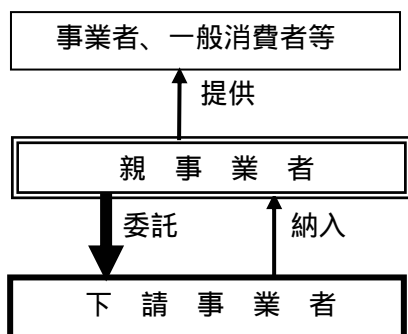 事業者、一般消費者等
提供
親事業者
委託
納入
下請事業者